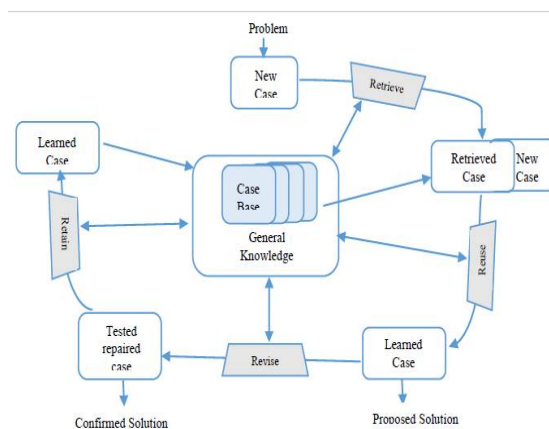 Problem
New
Case
Retrieve
Learned
Case
Retrieved
Case
New
Case
Case
Base
General
Knowledge
Retain
Reuse
Tested
repaired
case
Revise
Learned
Case
Confirmed Solution
Proposed Solution